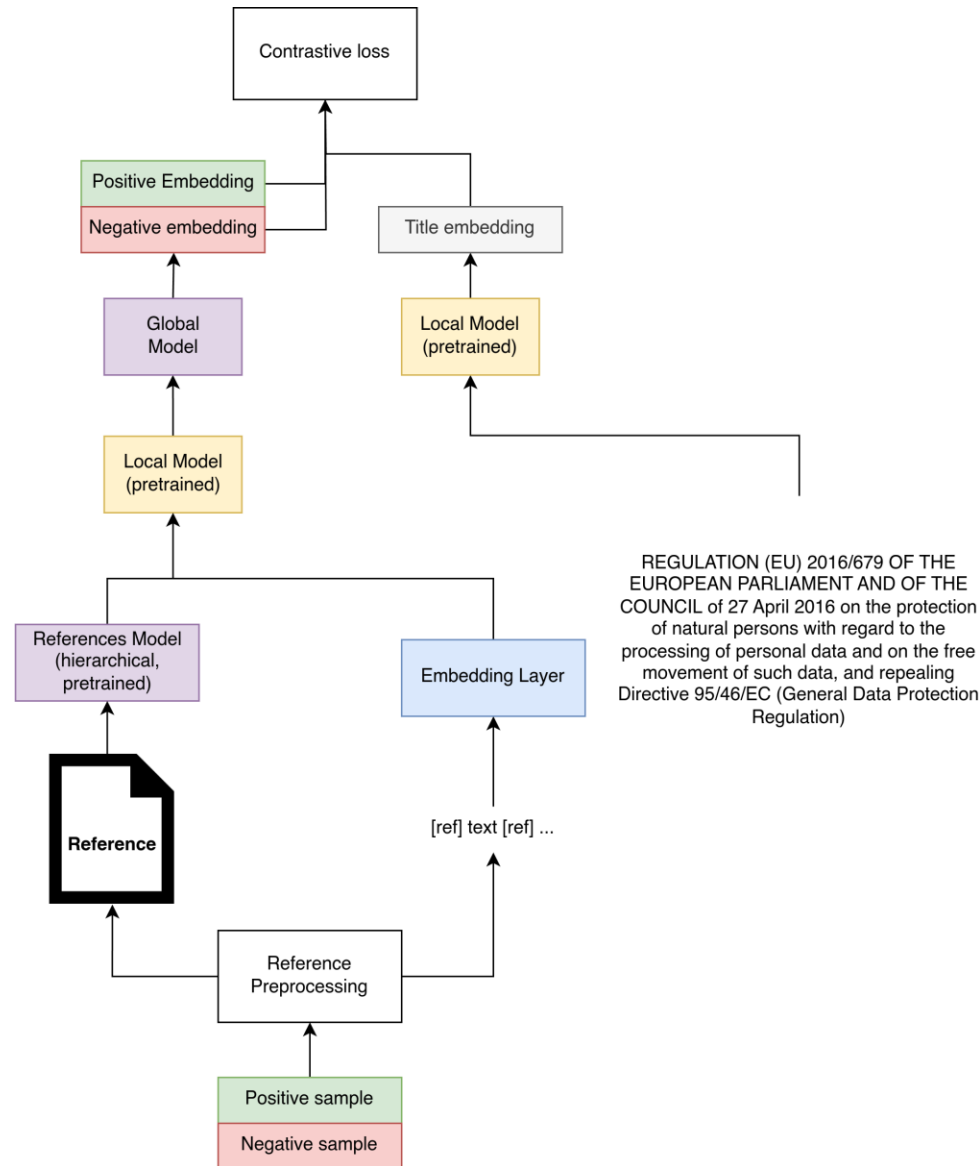 Contrastive loss
Positive Embedding
Negative embedding
Title embedding
Global
Model
Local Model
(pretrained)
Local Model
(pretrained)
REGULATION (EU) 2016/679 OF THE
EUROPEAN PARLIAMENT AND OF THE
COUNCIL of 27 April 2016 on the protection
of natural persons with regard to the
processing of personal data and on the free
movement of such data, and repealing
Directive 95/46/EC (General Data Protection
Regulation)
References Model
(hierarchical,
pretrained)
Embedding Layer
Reference
[ref] text [ref] ...
Reference
Preprocessing
Positive sample
Negative sample